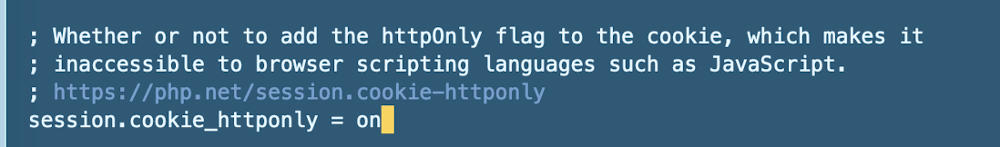 ; Whether or not to add the httpOnly flag to the cookie, which makes it
; inaccessible to browser scripting languages such as JavaScript.
; https://php.net/session.cookie-httponly
session.cookie_httponly = on